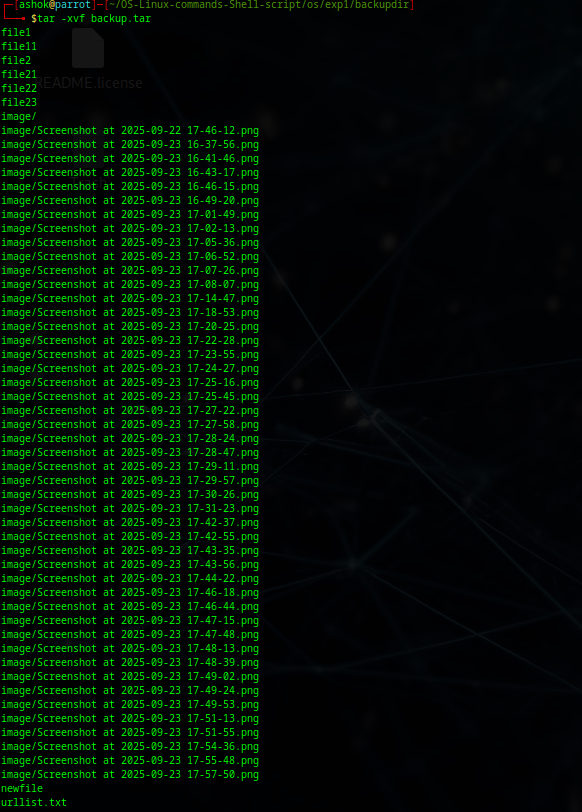 ┌─[ashok@parrot]─[~/OS-Linux-commands-Shell-script/os/exp1/backupdir]
└──╼ $tar -xvf backup.tar
file1
file11
file2
file21
file22
README.license
file23
image/
image/Screenshot at 2025-09-22 17-46-12.png
image/Screenshot at 2025-09-23 16-37-56.png
image/Screenshot at 2025-09-23 16-41-46.png
image/Screenshot at 2025-09-23 16-43-17.png
image/Screenshot at 2025-09-23 16-46-15.png
image/Screenshot at 2025-09-23 16-49-20.png
image/Screenshot at 2025-09-23 17-01-49.png
image/Screenshot at 2025-09-23 17-02-13.png
image/Screenshot at 2025-09-23 17-05-36.png
image/Screenshot at 2025-09-23 17-06-52.png
image/Screenshot at 2025-09-23 17-07-26.png
image/Screenshot at 2025-09-23 17-08-07.png
image/Screenshot at 2025-09-23 17-14-47.png
image/Screenshot at 2025-09-23 17-18-53.png
image/Screenshot at 2025-09-23 17-20-25.png
image/Screenshot at 2025-09-23 17-22-28.png
image/Screenshot at 2025-09-23 17-23-55.png
image/Screenshot at 2025-09-23 17-24-27.png
image/Screenshot at 2025-09-23 17-25-16.png
image/Screenshot at 2025-09-23 17-25-45.png
image/Screenshot at 2025-09-23 17-27-22.png
image/Screenshot at 2025-09-23 17-27-58.png
image/Screenshot at 2025-09-23 17-28-24.png
image/Screenshot at 2025-09-23 17-28-47.png
image/Screenshot at 2025-09-23 17-29-11.png
image/Screenshot at 2025-09-23 17-29-57.png
image/Screenshot at 2025-09-23 17-30-26.png
image/Screenshot at 2025-09-23 17-31-23.png
image/Screenshot at 2025-09-23 17-42-37.png
image/Screenshot at 2025-09-23 17-42-55.png
image/Screenshot at 2025-09-23 17-43-35.png
image/Screenshot at 2025-09-23 17-43-56.png
image/Screenshot at 2025-09-23 17-44-22.png
image/Screenshot at 2025-09-23 17-46-18.png
image/Screenshot at 2025-09-23 17-46-44.png
image/Screenshot at 2025-09-23 17-47-15.png
image/Screenshot at 2025-09-23 17-47-48.png
image/Screenshot at 2025-09-23 17-48-13.png
image/Screenshot at 2025-09-23 17-48-39.png
image/Screenshot at 2025-09-23 17-49-02.png
image/Screenshot at 2025-09-23 17-49-24.png
image/Screenshot at 2025-09-23 17-49-53.png
image/Screenshot at 2025-09-23 17-51-13.png
image/Screenshot at 2025-09-23 17-51-55.png
image/Screenshot at 2025-09-23 17-54-36.png
image/Screenshot at 2025-09-23 17-55-48.png
image/Screenshot at 2025-09-23 17-57-50.png
newfile
urllist.txt